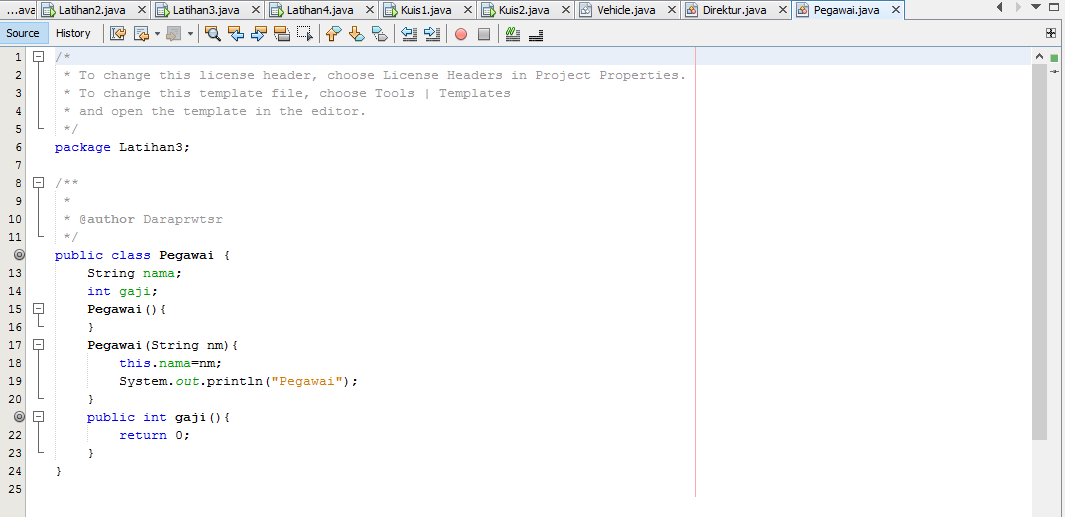 ...ava Latihan2.java Latihan3.java Latihan4.java Kuis1.java Kuis2.java Vehicle.java Direktur.java Pegawai.java
Source History
1 /*
2 * To change this license header, choose License Headers in Project Properties.
3 * To change this template file, choose Tools | Templates
4 * and open the template in the editor.
5 */
6 package Latihan3;
7
8 /**
9 *
10 * @author Daraprwtsr
11 */
public class Pegawai {
13 String nama;
14 int gaji;
15 Pegawai(){
16 }
17 Pegawai(String nm){
18 this.nama=nm;
19 System.out.println("Pegawai");
20 }
public int gaji(){
22 return 0;
23 }
24 }
25